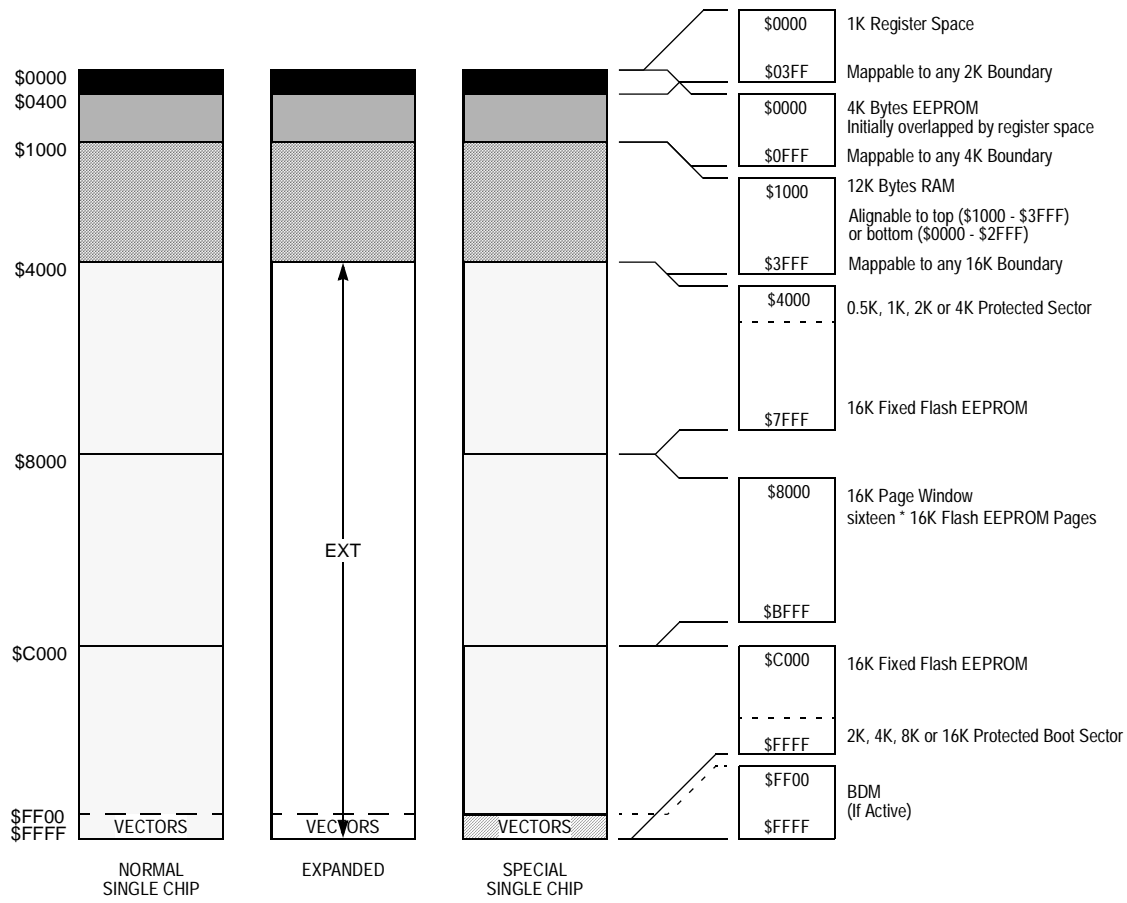 $0000
$0400
$1000
$4000
$8000
$C000
$FF00
$FFFF
VECTORS
NORMAL
SINGLE CHIP
EXT
VECTORS
EXPANDED
VECTORS
SPECIAL
SINGLE CHIP
$0000 1K Register Space
$03FF Mappable to any 2K Boundary
$0000 4K Bytes EEPROM
Initially overlapped by register space
$0FFF Mappable to any 4K Boundary
$1000 12K Bytes RAM
Alignable to top ($1000 - $3FFF)
or bottom ($0000 - $2FFF)
$3FFF Mappable to any 16K Boundary
$4000 0.5K, 1K, 2K or 4K Protected Sector
$7FFF 16K Fixed Flash EEPROM
$8000 16K Page Window
sixteen * 16K Flash EEPROM Pages
$BFFF
$C000 16K Fixed Flash EEPROM
$FFFF 2K, 4K, 8K or 16K Protected Boot Sector
$FF00 BDM
(If Active)
$FFFF